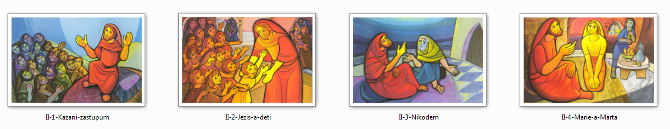 II-1-Kazani-zastupum
II-2-Jezis-a-deti
II-3-Nikodem
II-4-Marie-a-Marta